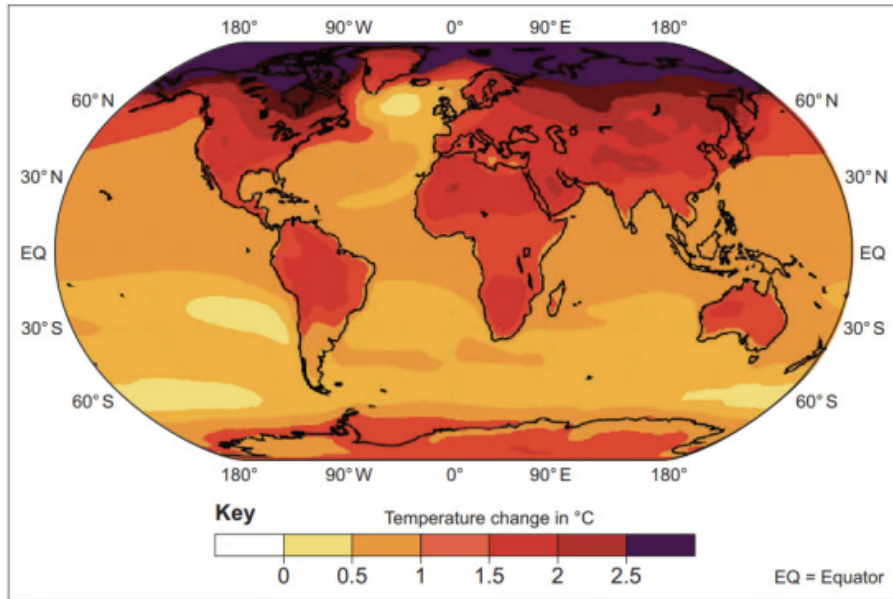 180° 90° W 0° 90° E 180°
60° N 60° N
30° N 30° N
EQ EQ
30° S 30° S
60° S 60° S
180° 90° W 0° 90° E 180°
Key Temperature change in °C
0 0.5 1 1.5 2 2.5
EQ = Equator